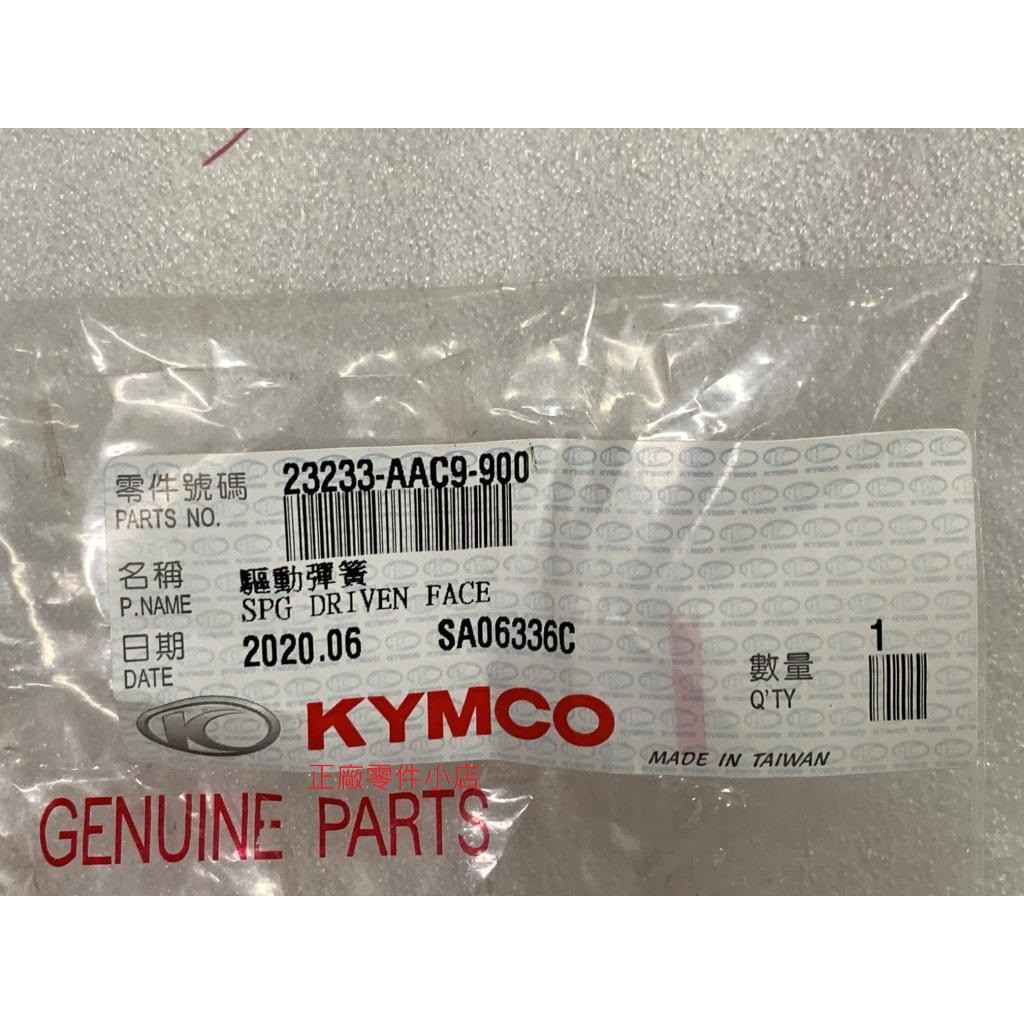 零件號碼 23233-AAC9-900
PARTS NO.
名稱 驅動彈簧
P.NAME SPG DRIVEN FACE
日期 2020.06 SA06336C
DATE
數量 1
Q'TY
KYMCO
MADE IN TAIWAN
正廠零件小店
GENUINE PARTS